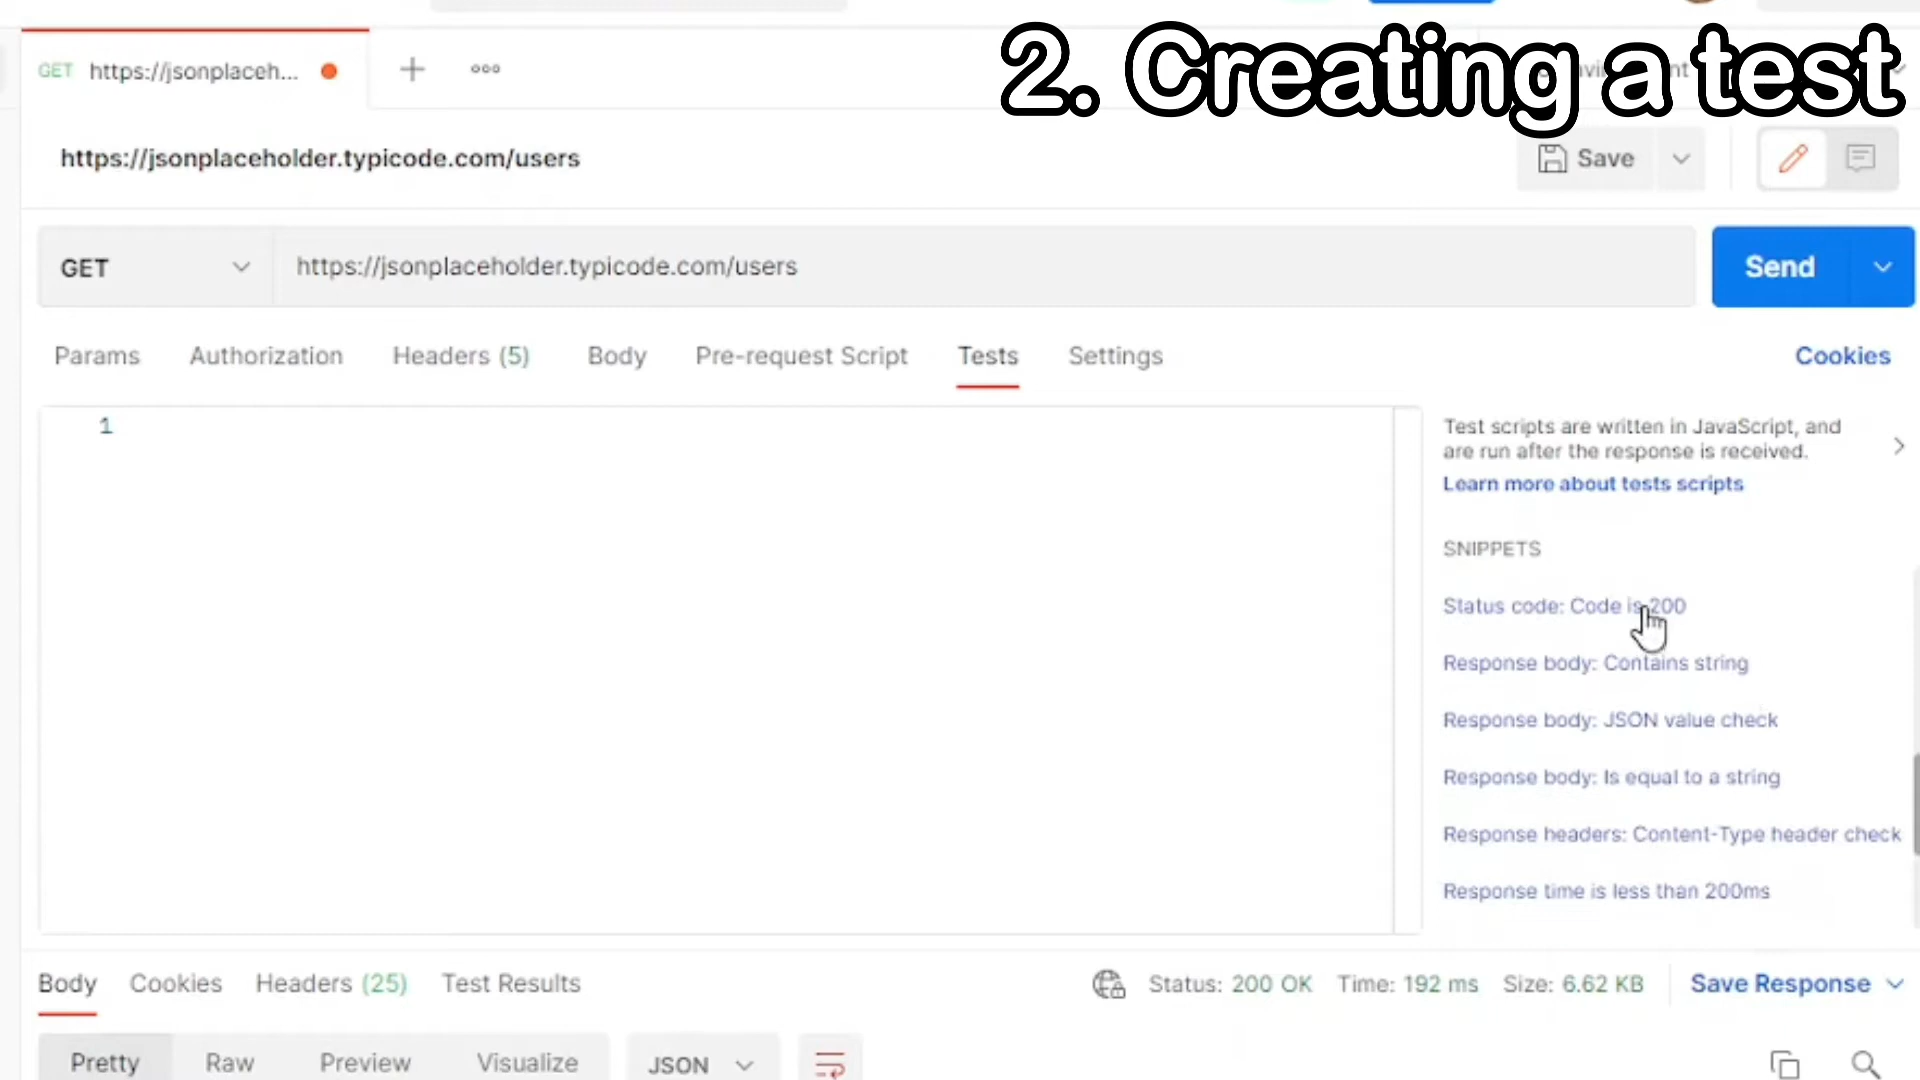 2. Creating a test
GET https://jsonplaceh...
https://jsonplaceholder.typicode.com/users
Save
GET https://jsonplaceholder.typicode.com/users
Send
Params Authorization Headers (5) Body Pre-request Script Tests Settings Cookies
1
Test scripts are written in JavaScript, and
are run after the response is received.
Learn more about tests scripts
SNIPPETS
Status code: Code is 200
Response body: Contains string
Response body: JSON value check
Response body: Is equal to a string
Response headers: Content-Type header check
Response time is less than 200ms
Body Cookies Headers (25) Test Results Status: 200 OK Time: 192 ms Size: 6.62 KB Save Response
Pretty Raw Preview Visualize JSON